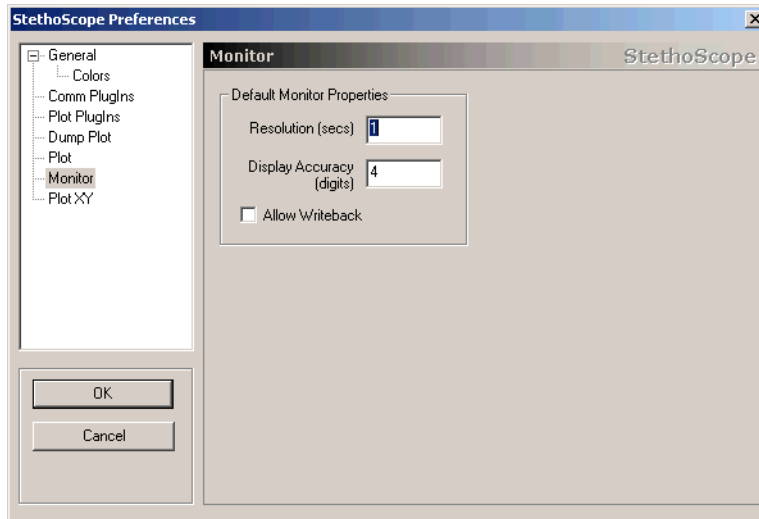 StethoScope Preferences
General
Colors
Comm PlugIns
Plot PlugIns
Dump Plot
Plot
Monitor
Plot XY
OK
Cancel
Monitor
StethoScope
Default Monitor Properties
Resolution (secs) 1
Display Accuracy
(digits) 4
Allow Writeback